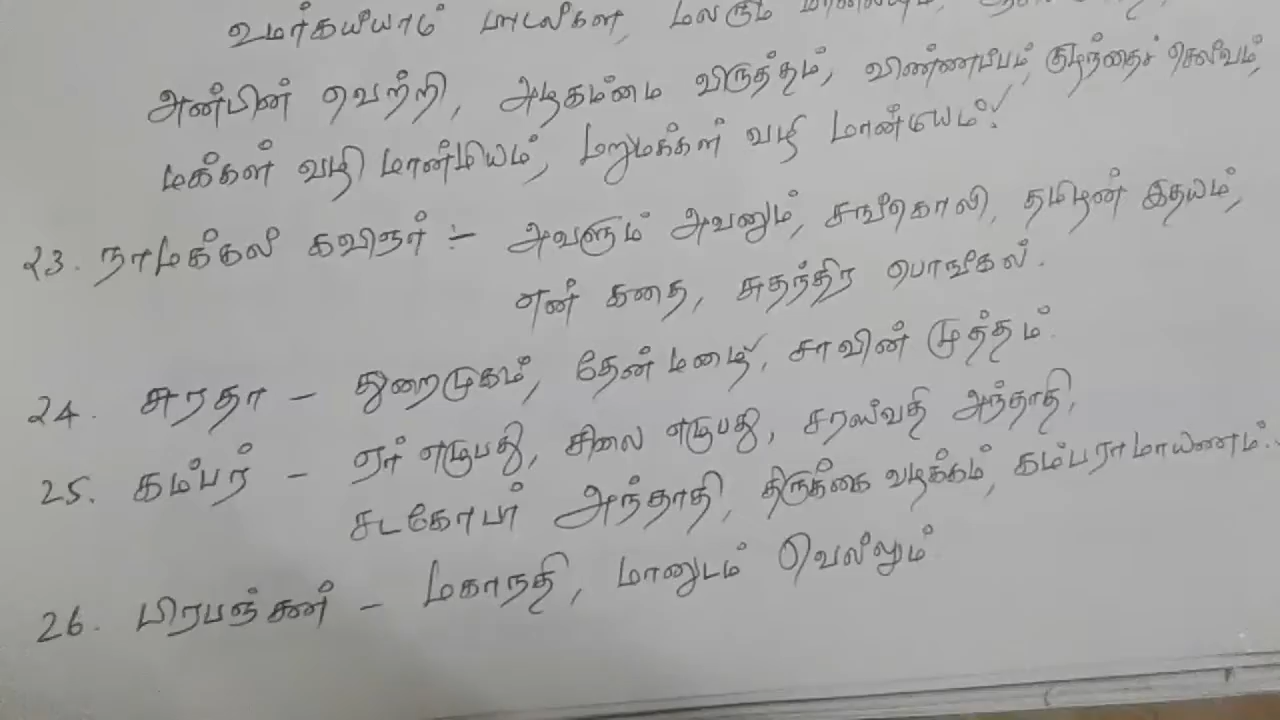 உமர்கய்யாம் பாடல்கள், மலரும் மாலையும்,
அன்பின் வெற்றி, அழகம்மை விருத்தம், விண்ணப்பம், குழந்தைச் செல்வம்,
மக்கள் வழி மான்மியம், மறுமக்கள் வழி மான்மியம்.
23. நாமக்கல் கவிஞர் :- அவளும் அவனும், சங்கொலி, தமிழன் இதயம்,
என் கதை, சுதந்திர பொங்கல்.
24. சுரதா - துறைமுகம், தேன்மழை, சாவின் முத்தம்.
25. கம்பர் - ஏர் எழுபது, சிலை எழுபது, சரஸ்வதி அந்தாதி,
சடகோபர் அந்தாதி, திருக்கை வழக்கம், கம்பராமாயணம்.
26. பிரபஞ்சன் - மகாநதி, மானுடம் வெல்லும்